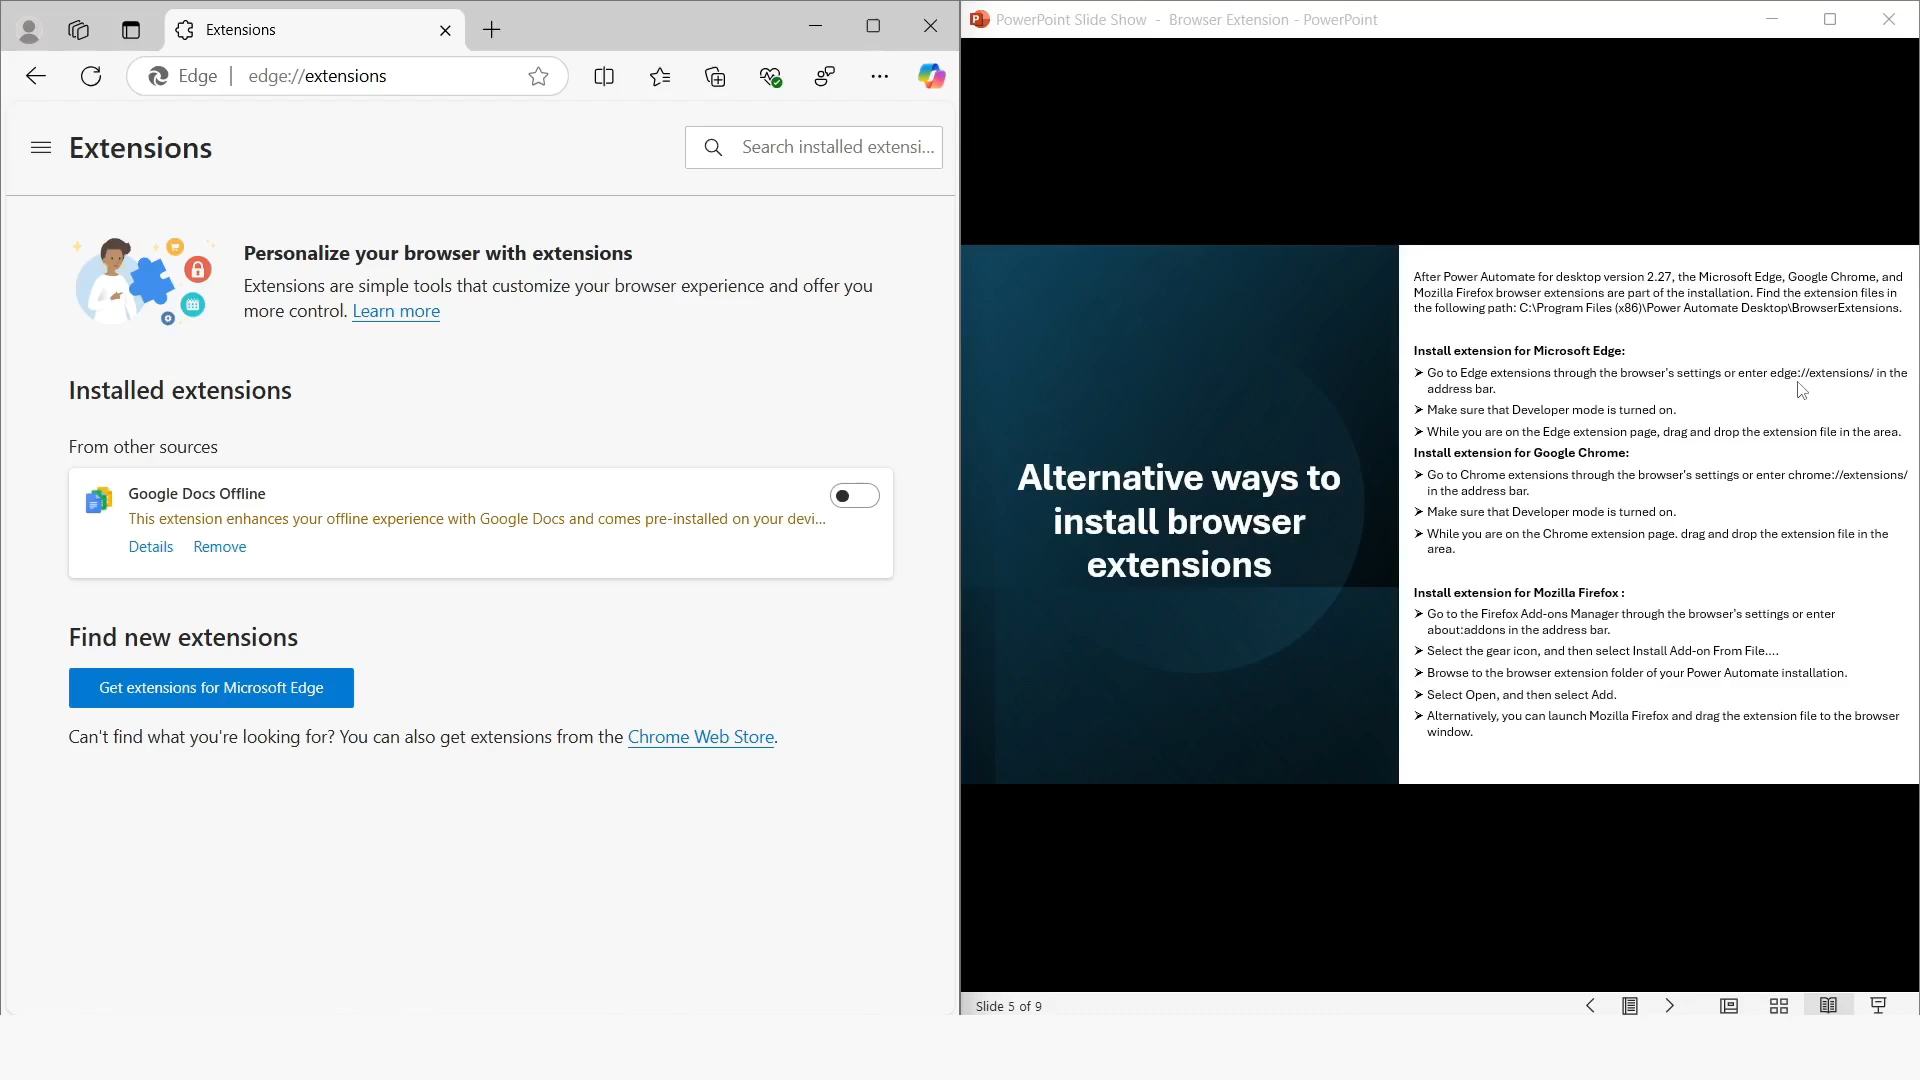 Extensions
Edge | edge://extensions
Extensions
Search installed extensi...
Personalize your browser with extensions
Extensions are simple tools that customize your browser experience and offer you
more control. Learn more
Installed extensions
From other sources
Google Docs Offline
This extension enhances your offline experience with Google Docs and comes pre-installed on your devi...
Details Remove
Find new extensions
Get extensions for Microsoft Edge
Can't find what you're looking for? You can also get extensions from the Chrome Web Store.
PowerPoint Slide Show - Browser Extension - PowerPoint
Alternative ways to
install browser
extensions
After Power Automate for desktop version 2.27, the Microsoft Edge, Google Chrome, and
Mozilla Firefox browser extensions are part of the installation. Find the extension files in
the following path: C:\Program Files (x86)\Power Automate Desktop\BrowserExtensions.
Install extension for Microsoft Edge:
➤ Go to Edge extensions through the browser's settings or enter edge://extensions/ in the
address bar.
➤ Make sure that Developer mode is turned on.
➤ While you are on the Edge extension page, drag and drop the extension file in the area.
Install extension for Google Chrome:
➤ Go to Chrome extensions through the browser's settings or enter chrome://extensions/
in the address bar.
➤ Make sure that Developer mode is turned on.
➤ While you are on the Chrome extension page. drag and drop the extension file in the
area.
Install extension for Mozilla Firefox :
➤ Go to the Firefox Add-ons Manager through the browser's settings or enter
about:addons in the address bar.
➤ Select the gear icon, and then select Install Add-on From File....
➤ Browse to the browser extension folder of your Power Automate installation.
➤ Select Open, and then select Add.
➤ Alternatively, you can launch Mozilla Firefox and drag the extension file to the browser
window.
Slide 5 of 9